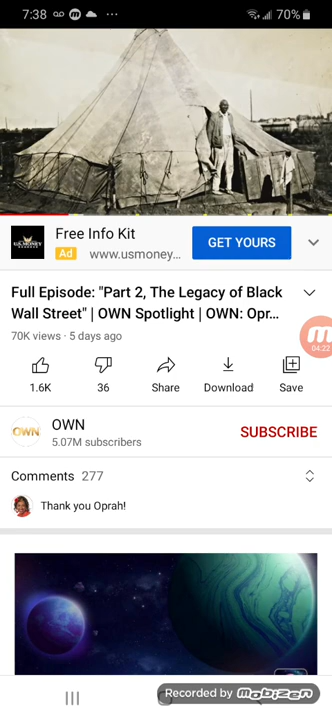 7:38
70%
Free Info Kit
Ad www.usmoney...
GET YOURS
Full Episode: "Part 2, The Legacy of Black
Wall Street" | OWN Spotlight | OWN: Opr...
70K views · 5 days ago
04:22
1.6K 36 Share Download Save
OWN
OWN
5.07M subscribers
SUBSCRIBE
Comments 277
Thank you Oprah!
Recorded by mobizen